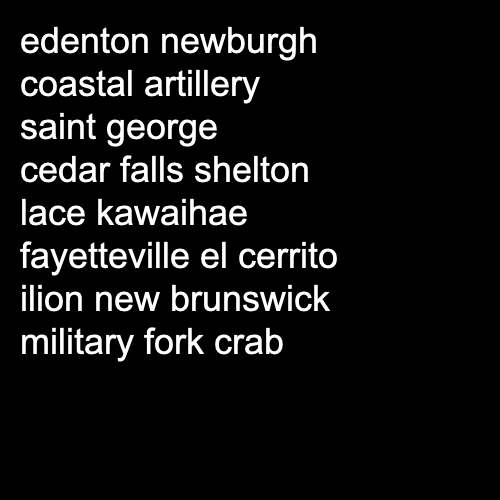 edenton newburgh
coastal artillery
saint george
cedar falls shelton
lace kawaihae
fayetteville el cerrito
ilion new brunswick
military fork crab